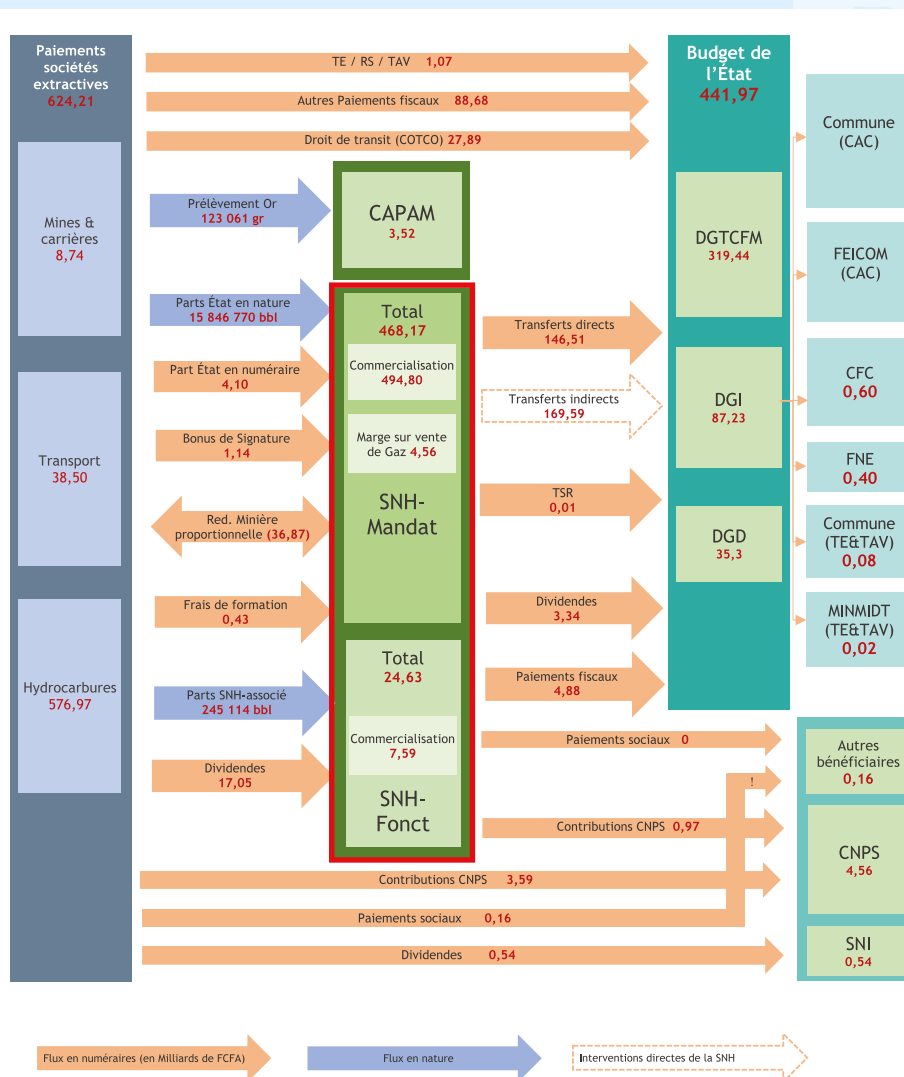 Paiements
sociétés
extractives
624,21
Mines &
carrières
8,74
Transport
38,50
Hydrocarbures
576,97
TE / RS / TAV 1,07
Autres Paiements fiscaux 88,68
Droit de transit (COTCO) 27,89
Prélèvement Or
123 061 gr
Parts État en nature
15 846 770 bbl
Part État en numéraire
4,10
Bonus de Signature
1,14
Red. Minière
proportionnelle (36,87)
Frais de formation
0,43
Parts SNH-associé
245 114 bbl
Dividendes
17,05
CAPAM
3,52
Total
468,17
Commercialisation
494,80
Marge sur vente
de Gaz 4,56
SNH-
Mandat
Total
24,63
Commercialisation
7,59
SNH-
Fonct
Transferts directs
146,51
Transferts indirects
169,59
TSR
0,01
Dividendes
3,34
Paiements fiscaux
4,88
Paiements sociaux 0
!
Contributions CNPS 0,97
Contributions CNPS 3,59
Paiements sociaux 0,16
Dividendes 0,54
Budget de
l’État
441,97
DGTCFM
319,44
DGI
87,23
DGD
35,3
Commune
(CAC)
FEICOM
(CAC)
CFC
0,60
FNE
0,40
Commune
(TE&TAV)
0,08
MINMIDT
(TE&TAV)
0,02
Autres
bénéficiaires
0,16
CNPS
4,56
SNI
0,54
Flux en numéraires (en Milliards de FCFA)
Flux en nature
Interventions directes de la SNH